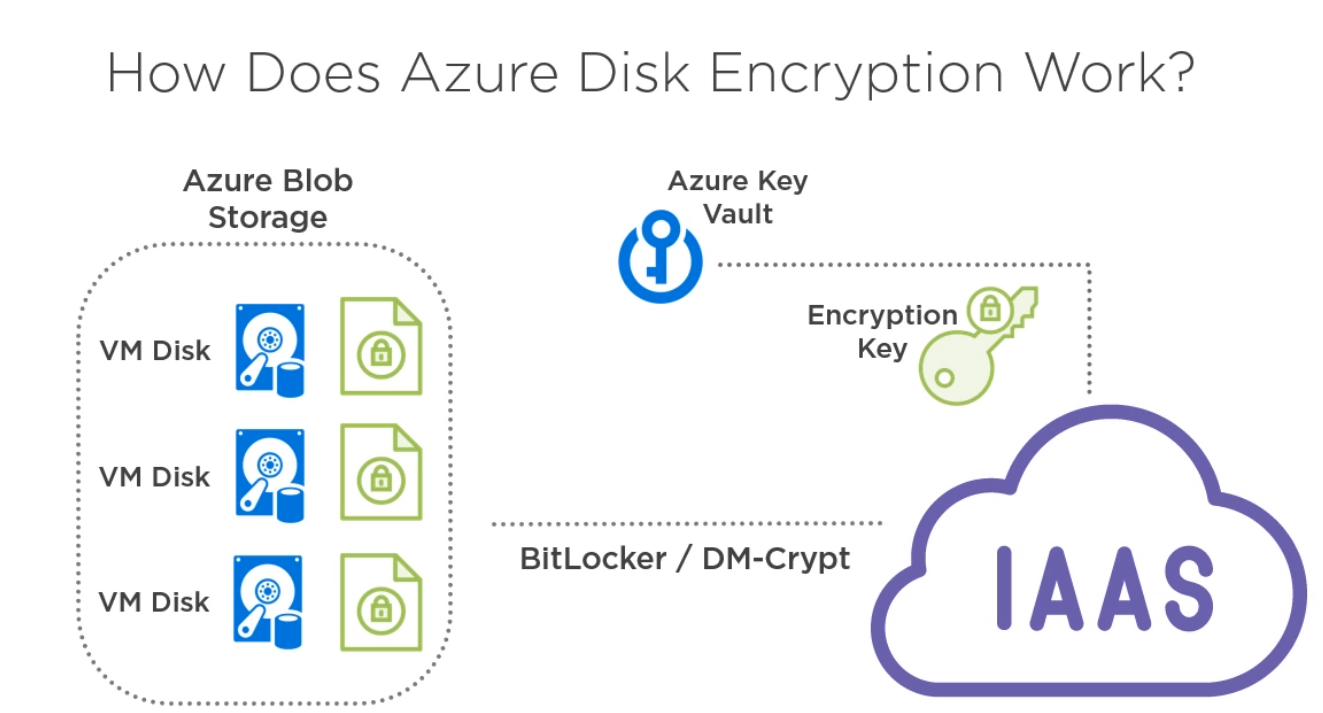 How Does Azure Disk Encryption Work?
Azure Blob
Storage
VM Disk
VM Disk
VM Disk
Azure Key
Vault
Encryption
Key
BitLocker / DM-Crypt
IAAS